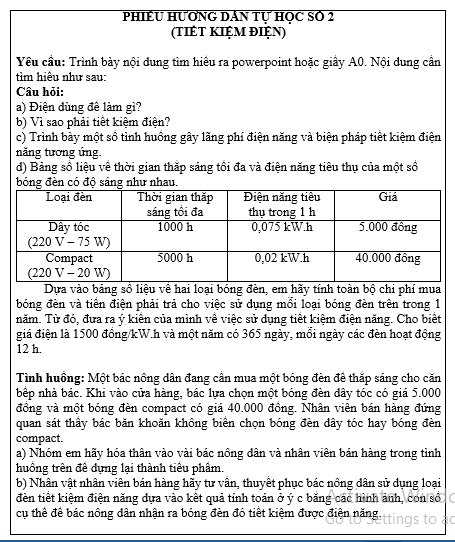 PHIẾU HƯỚNG DẪN TỰ HỌC SỐ 2
(TIẾT KIỆM ĐIỆN)
Yêu cầu: Trình bày nội dung tìm hiểu ra powerpoint hoặc giấy A0. Nội dung cần
tìm hiểu như sau:
Câu hỏi:
a) Điện dùng để làm gì?
b) Vì sao phải tiết kiệm điện?
c) Trình bày một số tình huống gây lãng phí điện năng và biện pháp tiết kiệm điện
năng tương ứng.
d) Bảng số liệu về thời gian thắp sáng tối đa và điện năng tiêu thụ của một số
bóng đèn có độ sáng như nhau.
Loại đèn Thời gian thắp sáng tối đa Điện năng tiêu thụ trong 1 h Giá
Dây tóc (220 V – 75 W) 1000 h 0,075 kW.h 5.000 đồng
Compact (220 V – 20 W) 5000 h 0,02 kW.h 40.000 đồng
Dựa vào bảng số liệu về hai loại bóng đèn, em hãy tính toàn bộ chi phí mua
bóng đèn và tiền điện phải trả cho việc sử dụng mỗi loại bóng đèn trên trong 1
năm. Từ đó, đưa ra ý kiến của mình về việc sử dụng tiết kiệm điện năng. Cho biết
giá điện là 1500 đồng/kW.h và một năm có 365 ngày, mỗi ngày các đèn hoạt động
12 h.
Tình huống: Một bác nông dân đang cần mua một bóng đèn để thắp sáng cho căn
bếp nhà bác. Khi vào cửa hàng, bác lựa chọn một bóng đèn dây tóc có giá 5.000
đồng và một bóng đèn compact có giá 40.000 đồng. Nhân viên bán hàng đứng
quan sát thấy bác băn khoăn không biển chọn bóng đèn dây tóc hay bóng đèn
compact.
a) Nhóm em hãy hóa thân vào vài bác nông dân và nhân viên bán hàng trong tình
huống trên để dựng lại thành tiểu phẩm.
b) Nhân vật nhân viên bán hàng hãy tư vấn, thuyết phục bác nông dân sử dụng loại
đèn tiết kiệm điện năng dựa vào kết quả tính toán ở ý c bằng các hình ảnh, con số
cụ thể để bác nông dân nhận ra bóng đèn đó tiết kiệm được điện năng.
Go to Settings to ac